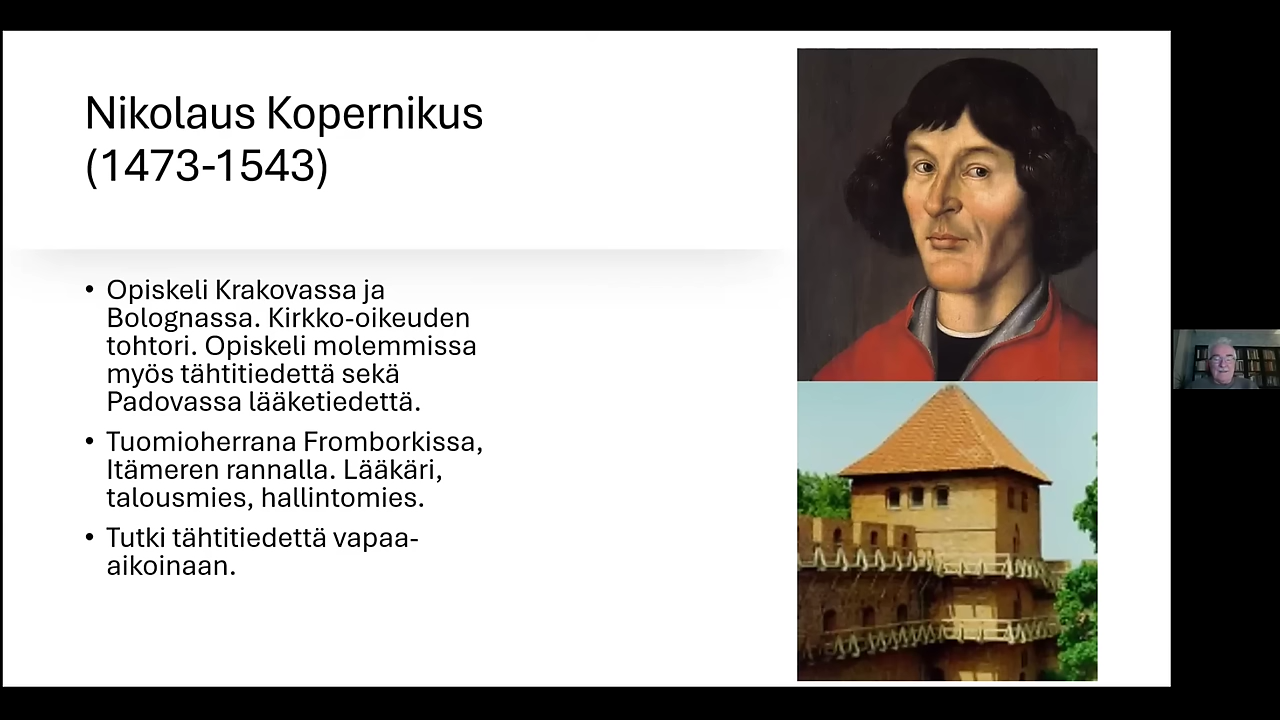 Nikolaus Kopernikus
(1473-1543)
• Opiskeli Krakovassa ja
Bolognassa. Kirkko-oikeuden
tohtori. Opiskeli molemmissa
myös tähtitiedettä sekä
Padovassa lääketiedettä.
• Tuomioherrana Fromborkissa,
Itämeren rannalla. Lääkäri,
talousmies, hallintomies.
• Tutki tähtitiedettä vapaa-
aikoinaan.